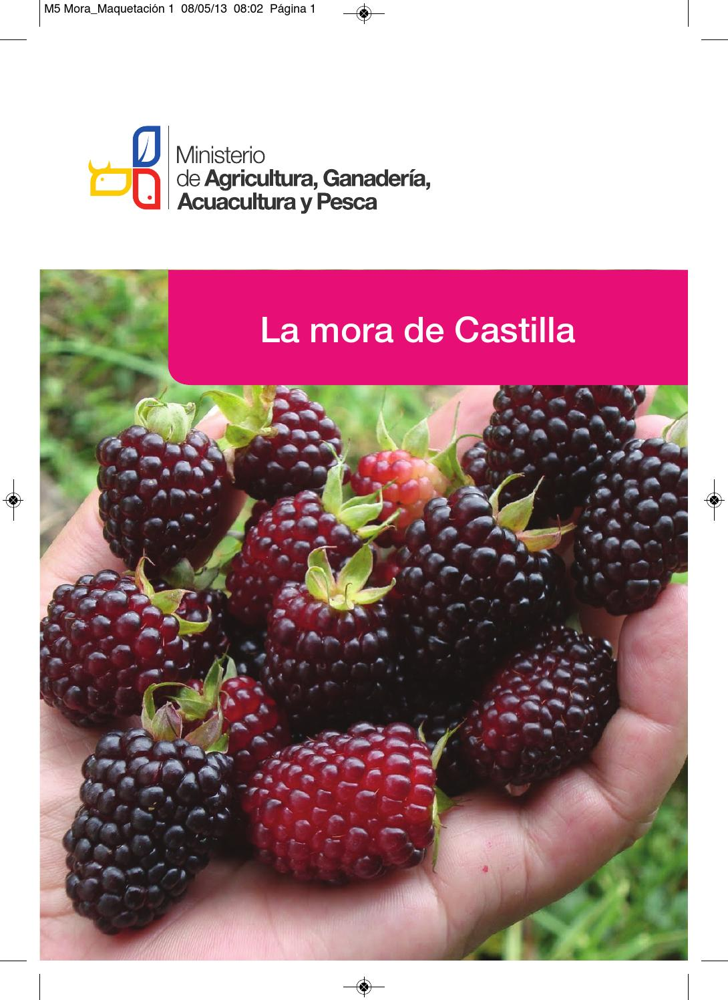 M5 Mora_Maquetación 1  08/05/13  08:02  Página 1
Ministerio
de Agricultura, Ganadería,
Acuacultura y Pesca
La mora de Castilla